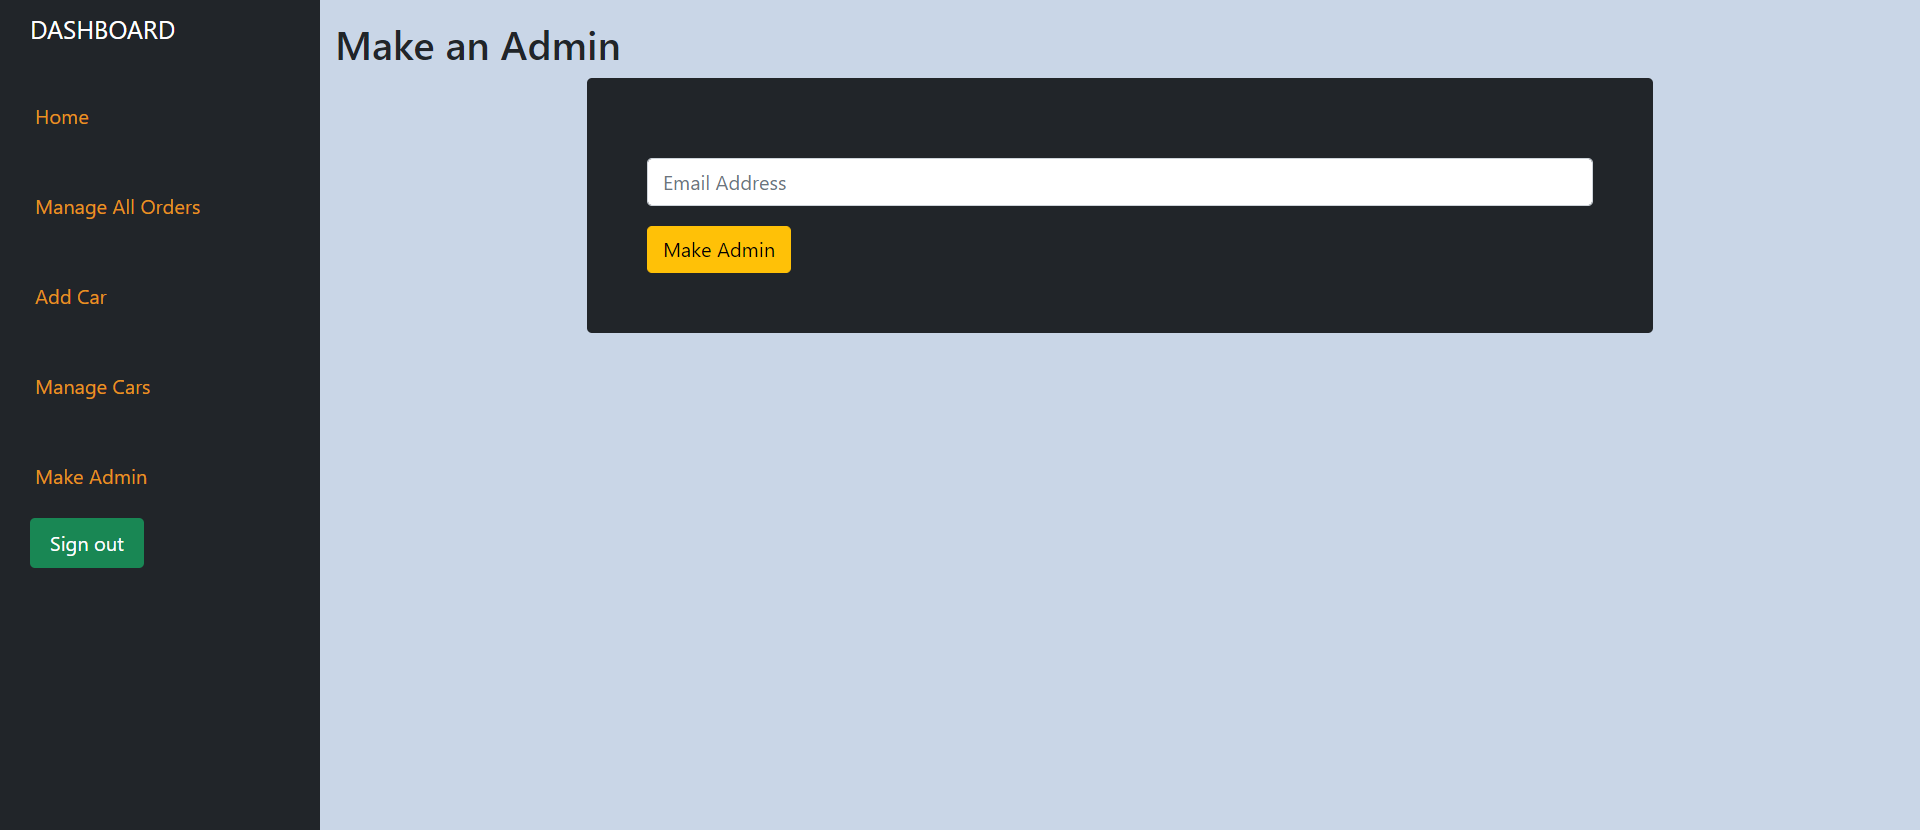 DASHBOARD
Home
Manage All Orders
Add Car
Manage Cars
Make Admin
Sign out
Make an Admin
Email Address
Make Admin